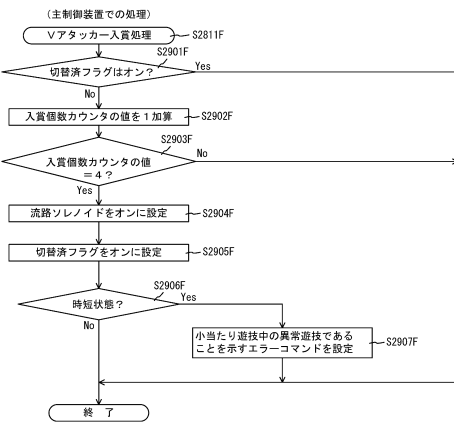 （主制御装置での処理）
Ｖアタッカー入賞処理
S2811F
S2901F
切替済フラグはオン？
Yes
No
入賞個数カウンタの値を１加算
S2902F
S2903F
入賞個数カウンタの値
＝４？
No
Yes
流路ソレノイドをオンに設定
S2904F
切替済フラグをオンに設定
S2905F
S2906F
時短状態？
Yes
No
小当たり遊技中の異常遊技である
ことを示すエラーコマンドを設定
S2907F
終 了